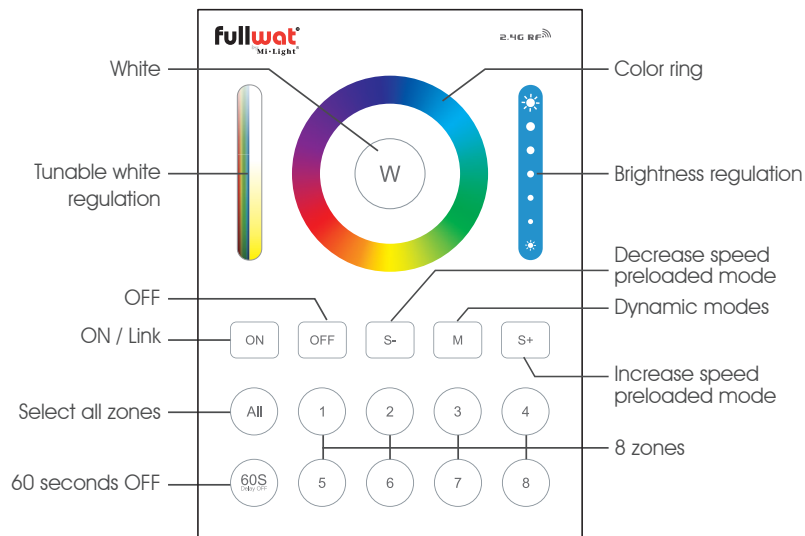 fullwat®
by Mi·Light®
2.4G RF
White
Color ring
W
Tunable white
regulation
Brightness regulation
Decrease speed
preloaded mode
OFF
Dynamic modes
ON / Link
ON
OFF
S-
M
S+
Increase speed
preloaded mode
Select all zones
All
1
2
3
4
8 zones
60 seconds OFF
60S
Delay OFF
5
6
7
8